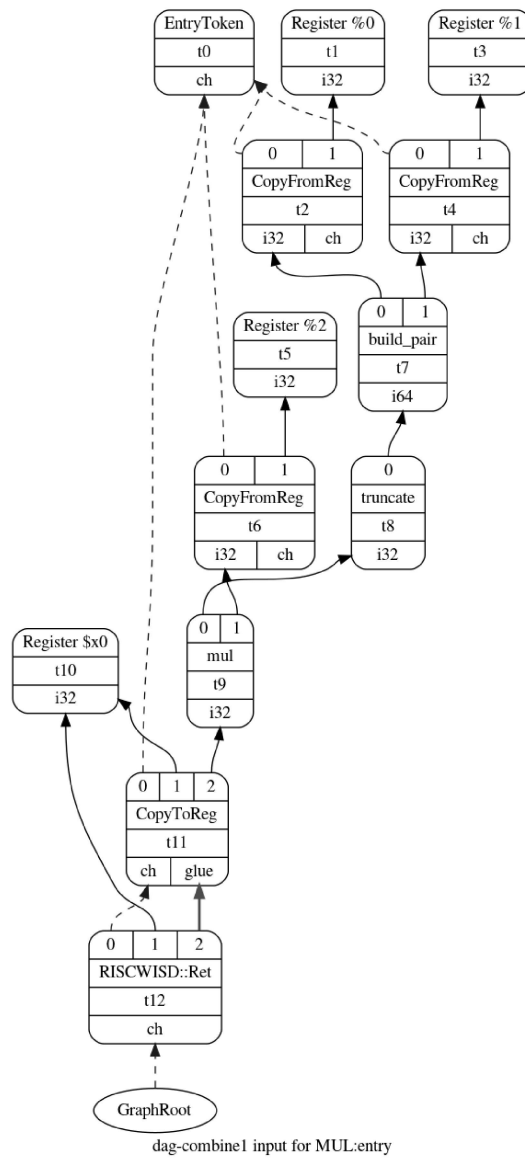 EntryToken
t0
ch
Register %0
t1
i32
Register %1
t3
i32
0 1
CopyFromReg
t2
i32 ch
0 1
CopyFromReg
t4
i32 ch
0 1
build_pair
t7
i64
Register %2
t5
i32
0 1
CopyFromReg
t6
i32 ch
0
truncate
t8
i32
0 1
mul
t9
i32
Register $x0
t10
i32
0 1 2
CopyToReg
t11
ch glue
0 1 2
RISCWISD::Ret
t12
ch
GraphRoot
dag-combine1 input for MUL:entry